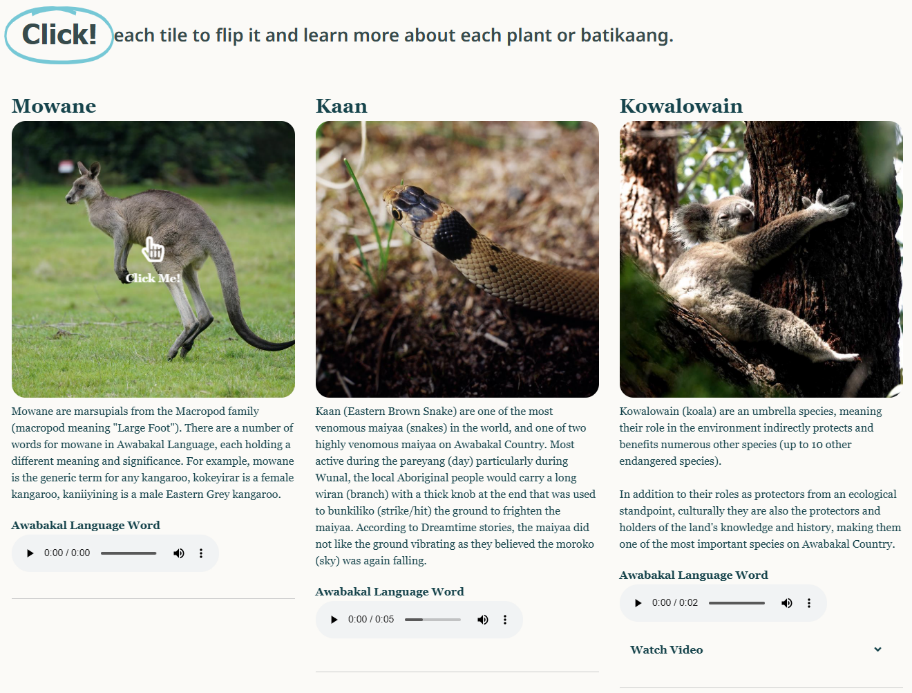 Click! each tile to flip it and learn more about each plant or batikaang.
Mowane
Click Me!
Mowane are marsupials from the Macropod family
(macropod meaning "Large Foot"). There are a number of
words for mowane in Awabakal Language, each holding a
different meaning and significance. For example, mowane
is the generic term for any kangaroo, kokeyirar is a female
kangaroo, kaniiyining is a male Eastern Grey kangaroo.
Awabakal Language Word
0:00 / 0:00
Kaan
Kaan (Eastern Brown Snake) are one of the most
venomous maiyaa (snakes) in the world, and one of two
highly venomous maiyaa on Awabakal Country. Most
active during the pareyang (day) particularly during
Wunal, the local Aboriginal people would carry a long
wiran (branch) with a thick knob at the end that was used
to bunkiliko (strike/hit) the ground to frighten the
maiyaa. According to Dreamtime stories, the maiyaa did
not like the ground vibrating as they believed the moroko
(sky) was again falling.
Awabakal Language Word
0:00 / 0:05
Kowalowain
Kowalowain (koala) are an umbrella species, meaning
their role in the environment indirectly protects and
benefits numerous other species (up to 10 other
endangered species).
In addition to their roles as protectors from an ecological
standpoint, culturally they are also the protectors and
holders of the land's knowledge and history, making them
one of the most important species on Awabakal Country.
Awabakal Language Word
0:00 / 0:02
Watch Video